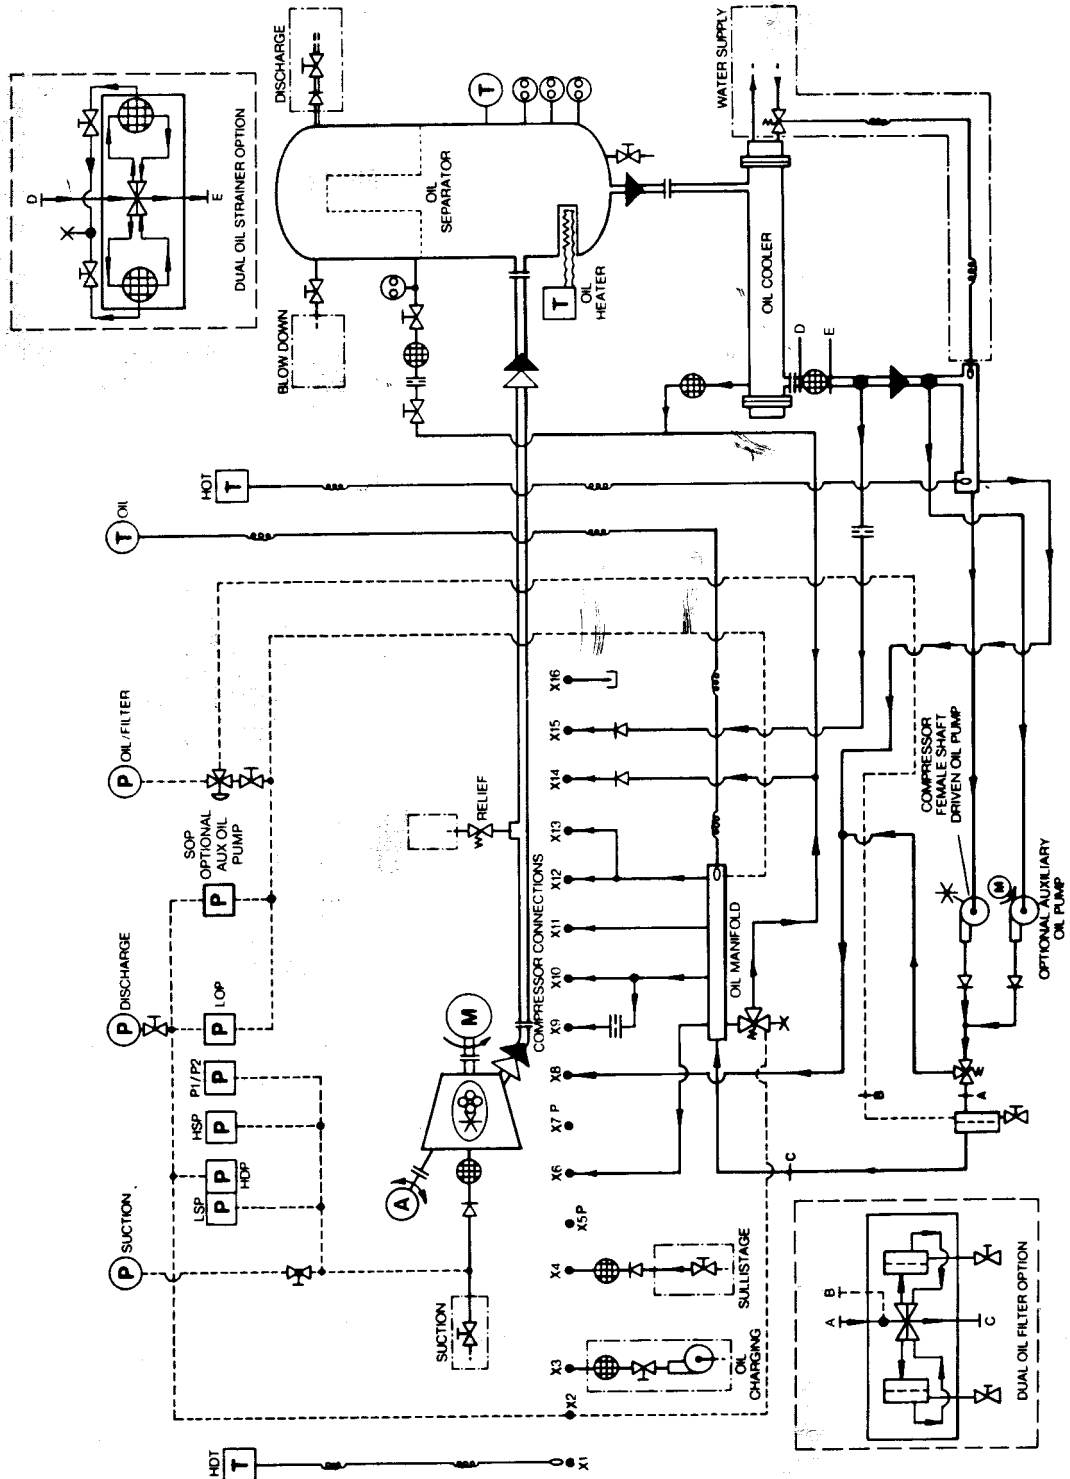 DISCHARGE
WATER SUPPLY
D
E
DUAL OIL STRAINER OPTION
T
OIL
SEPARATOR
T
OIL
HEATER
BLOW DOWN
OIL COOLER
D
E
HOT
T
T
OIL
P
OIL/FILTER
SOP
OPTIONAL
AUX OIL
PUMP
P
P
DISCHARGE
P
LOP
P
P1/P2
P
HSP
P
HDP
P
LSP
P
SUCTION
HDT
T
RELIEF
M
A
SUCTION
COMPRESSOR CONNECTIONS
X16
X15
X14
X13
X12
X11
X10
X9
X8
X7 P
X6
X5 P
X4
X3
X2
X1
OIL MANIFOLD
SULLISTAGE
OIL
CHARGING
COMPRESSOR
FEMALE SHAFT
DRIVEN OIL PUMP
M
OPTIONAL AUXILIARY
OIL PUMP
B
A
C
A
B
C
DUAL OIL FILTER OPTION